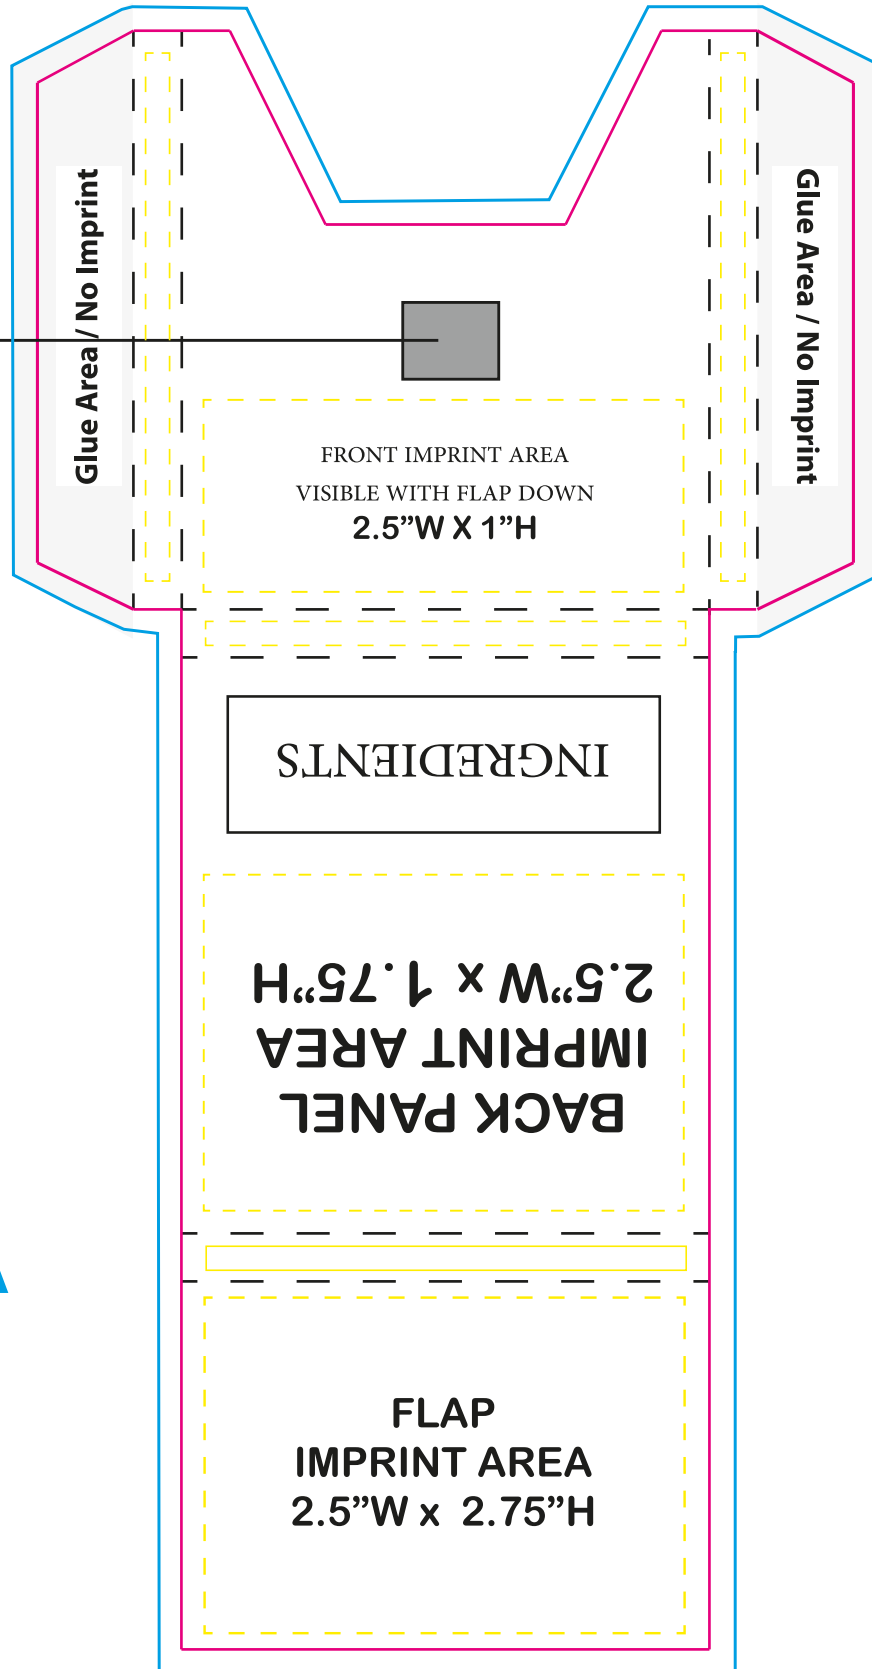 Glue Area / No Imprint
Glue Area / No Imprint
FRONT IMPRINT AREA
VISIBLE WITH FLAP DOWN
2.5”W X 1”H
INGREDIENTS
BACK PANEL
IMPRINT AREA
2.5”W x 1.75”H
FLAP
IMPRINT AREA
2.5”W x 2.75”H